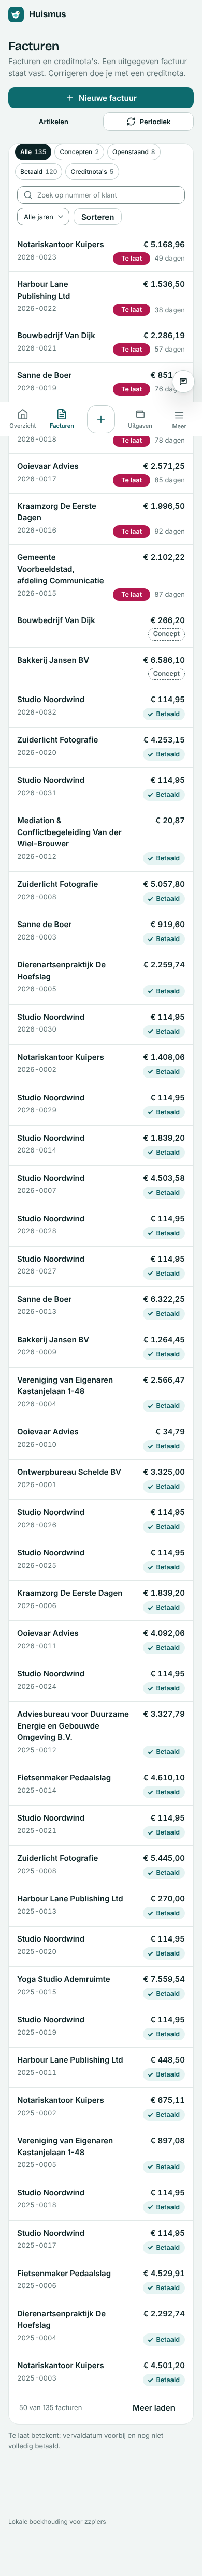 Huismus
Facturen
Facturen en creditnota's. Een uitgegeven factuur
staat vast. Corrigeren doe je met een creditnota.
+ Nieuwe factuur
Artikelen
Periodiek
Alle 135
Concepten 2
Openstaand 8
Betaald 120
Creditnota's 5
Zoek op nummer of klant
Alle jaren
Sorteren
Notariskantoor Kuipers € 5.168,96
2026-0023 Te laat 49 dagen
Harbour Lane € 1.536,50
Publishing Ltd
2026-0022 Te laat 38 dagen
Bouwbedrijf Van Dijk € 2.286,19
2026-0021 Te laat 57 dagen
Sanne de Boer € 851
2026-0019 Te laat 76 dag
Overzicht
Facturen
+
Uitgaven
Meer
2026-0018 Te laat 78 dagen
Ooievaar Advies € 2.571,25
2026-0017 Te laat 85 dagen
Kraamzorg De Eerste € 1.996,50
Dagen
2026-0016 Te laat 92 dagen
Gemeente € 2.102,22
Voorbeeldstad,
afdeling Communicatie
2026-0015 Te laat 87 dagen
Bouwbedrijf Van Dijk € 266,20
Concept
Bakkerij Jansen BV € 6.586,10
Concept
Studio Noordwind € 114,95
2026-0032 Betaald
Zuiderlicht Fotografie € 4.253,15
2026-0020 Betaald
Studio Noordwind € 114,95
2026-0031 Betaald
Mediation & € 20,87
Conflictbegeleiding Van der
Wiel-Brouwer
2026-0012 Betaald
Zuiderlicht Fotografie € 5.057,80
2026-0008 Betaald
Sanne de Boer € 919,60
2026-0003 Betaald
Dierenartsenpraktijk De € 2.259,74
Hoefslag
2026-0005 Betaald
Studio Noordwind € 114,95
2026-0030 Betaald
Notariskantoor Kuipers € 1.408,06
2026-0002 Betaald
Studio Noordwind € 114,95
2026-0029 Betaald
Studio Noordwind € 1.839,20
2026-0014 Betaald
Studio Noordwind € 4.503,58
2026-0007 Betaald
Studio Noordwind € 114,95
2026-0028 Betaald
Studio Noordwind € 114,95
2026-0027 Betaald
Sanne de Boer € 6.322,25
2026-0013 Betaald
Bakkerij Jansen BV € 1.264,45
2026-0009 Betaald
Vereniging van Eigenaren € 2.566,47
Kastanjelaan 1-48
2026-0004 Betaald
Ooievaar Advies € 34,79
2026-0010 Betaald
Ontwerpbureau Schelde BV € 3.325,00
2026-0001 Betaald
Studio Noordwind € 114,95
2026-0026 Betaald
Studio Noordwind € 114,95
2026-0025 Betaald
Kraamzorg De Eerste Dagen € 1.839,20
2026-0006 Betaald
Ooievaar Advies € 4.092,06
2026-0011 Betaald
Studio Noordwind € 114,95
2026-0024 Betaald
Adviesbureau voor Duurzame € 3.327,79
Energie en Gebouwde
Omgeving B.V.
2025-0012 Betaald
Fietsenmaker Pedaalslag € 4.610,10
2025-0014 Betaald
Studio Noordwind € 114,95
2025-0021 Betaald
Zuiderlicht Fotografie € 5.445,00
2025-0008 Betaald
Harbour Lane Publishing Ltd € 270,00
2025-0013 Betaald
Studio Noordwind € 114,95
2025-0020 Betaald
Yoga Studio Ademruimte € 7.559,54
2025-0015 Betaald
Studio Noordwind € 114,95
2025-0019 Betaald
Harbour Lane Publishing Ltd € 448,50
2025-0011 Betaald
Notariskantoor Kuipers € 675,11
2025-0002 Betaald
Vereniging van Eigenaren € 897,08
Kastanjelaan 1-48
2025-0005 Betaald
Studio Noordwind € 114,95
2025-0018 Betaald
Studio Noordwind € 114,95
2025-0017 Betaald
Fietsenmaker Pedaalslag € 4.529,91
2025-0006 Betaald
Dierenartsenpraktijk De € 2.292,74
Hoefslag
2025-0004 Betaald
Notariskantoor Kuipers € 4.501,20
2025-0003 Betaald
50 van 135 facturen
Meer laden
Te laat betekent: vervaldatum voorbij en nog niet
volledig betaald.
Lokale boekhouding voor zzp'ers